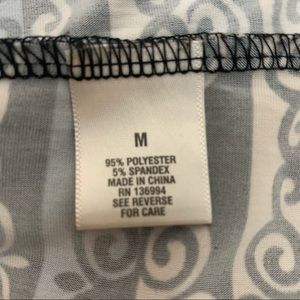 M
95% POLYESTER
5% SPANDEX
MADE IN CHINA
RN 136994
SEE REVERSE
FOR CARE